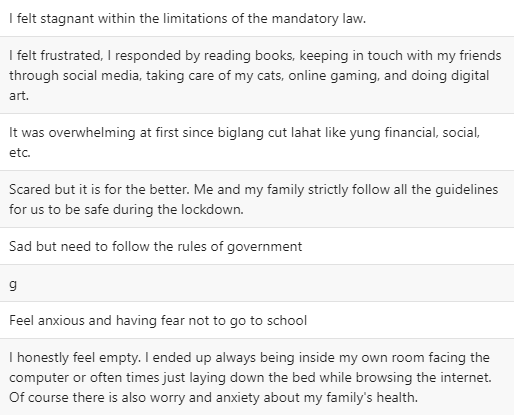 I felt stagnant within the limitations of the mandatory law.
I felt frustrated, I responded by reading books, keeping in touch with my friends
through social media, taking care of my cats, online gaming, and doing digital
art.
It was overwhelming at first since biglang cut lahat like yung financial, social,
etc.
Scared but it is for the better. Me and my family strictly follow all the guidelines
for us to be safe during the lockdown.
Sad but need to follow the rules of government
g
Feel anxious and having fear not to go to school
I honestly feel empty. I ended up always being inside my own room facing the
computer or often times just laying down the bed while browsing the internet.
Of course there is also worry and anxiety about my family's health.